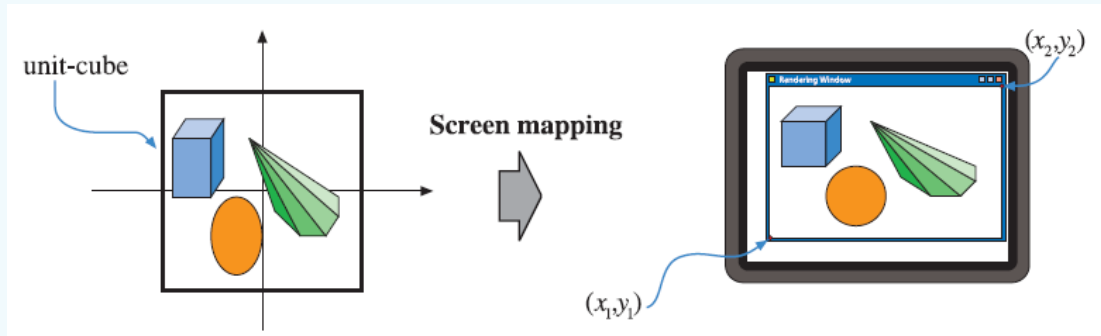 unit-cube
Screen mapping
(x₂,y₂)
Rendering Window
(x₁,y₁)